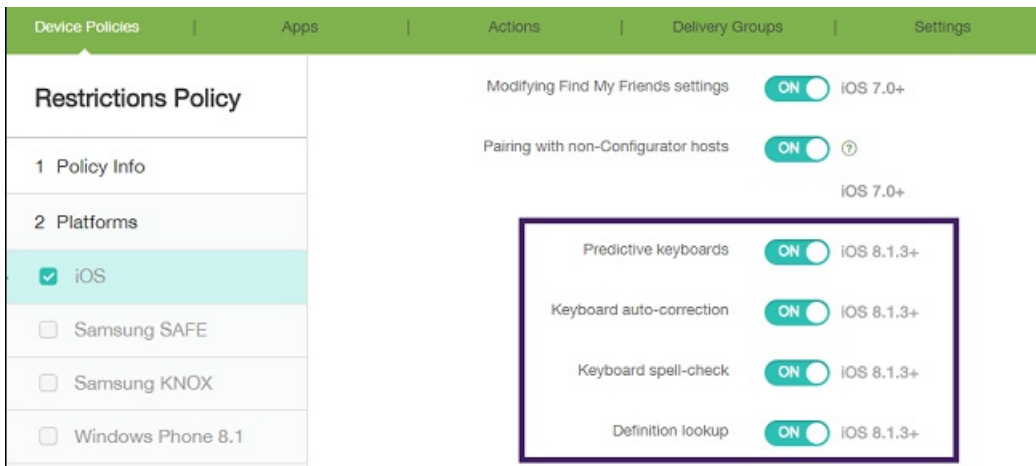 Device Policies | Apps | Actions | Delivery Groups | Settings
Restrictions Policy
1 Policy Info
2 Platforms
iOS
Samsung SAFE
Samsung KNOX
Windows Phone 8.1
Modifying Find My Friends settings ON iOS 7.0+
Pairing with non-Configurator hosts ON ?
iOS 7.0+
Predictive keyboards ON iOS 8.1.3+
Keyboard auto-correction ON iOS 8.1.3+
Keyboard spell-check ON iOS 8.1.3+
Definition lookup ON iOS 8.1.3+